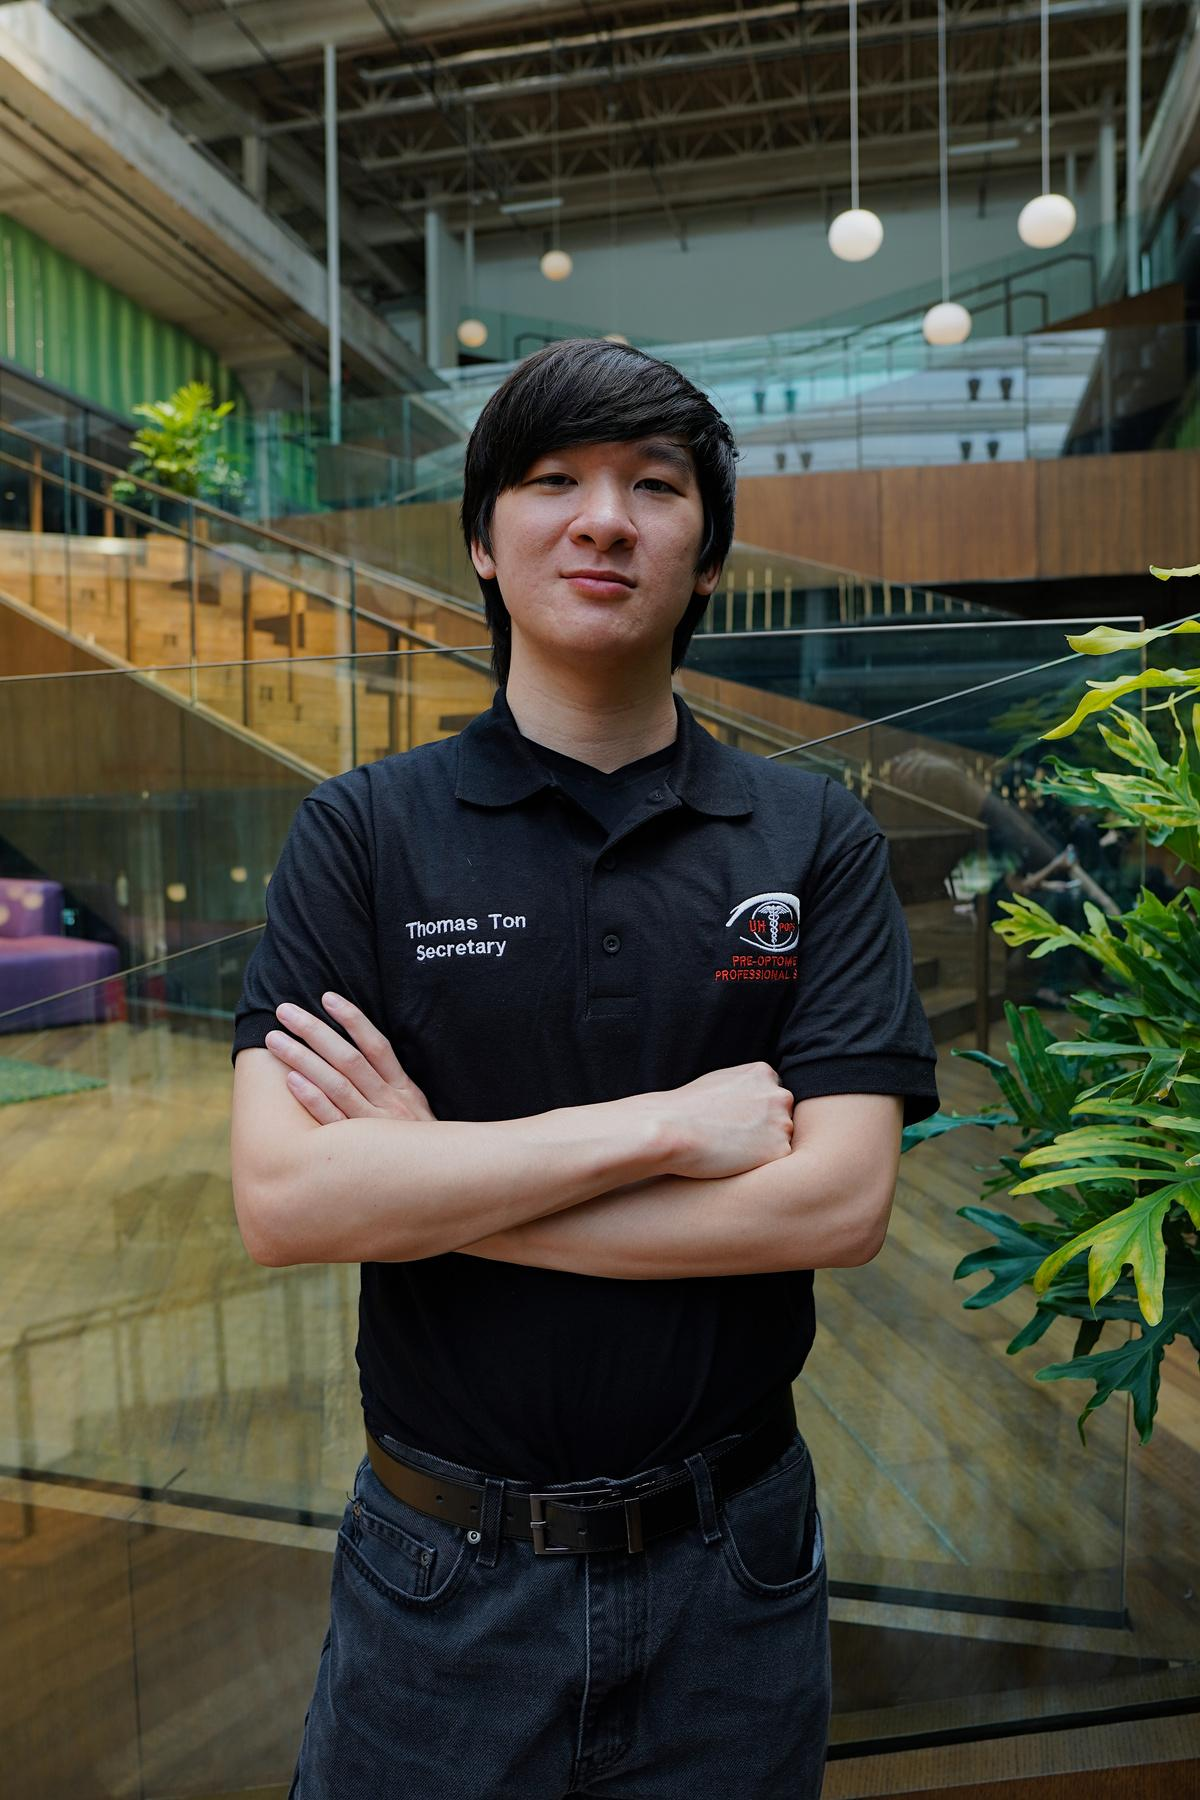 Thomas Ton
Secretary
UH
PRE-OPTOME
PROFESSIONAL S